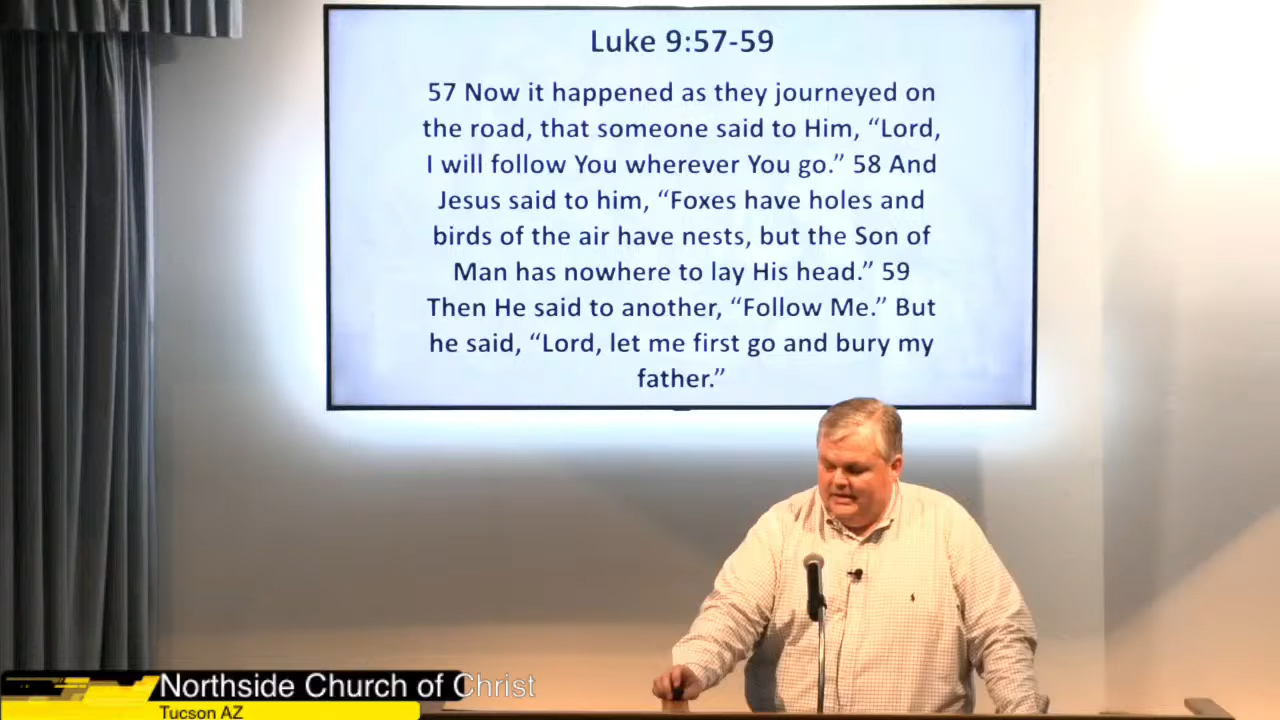 Luke 9:57-59
57 Now it happened as they journeyed on
the road, that someone said to Him, “Lord,
I will follow You wherever You go.” 58 And
Jesus said to him, “Foxes have holes and
birds of the air have nests, but the Son of
Man has nowhere to lay His head.” 59
Then He said to another, “Follow Me.” But
he said, “Lord, let me first go and bury my
father.”
Northside Church of Christ
Tucson AZ